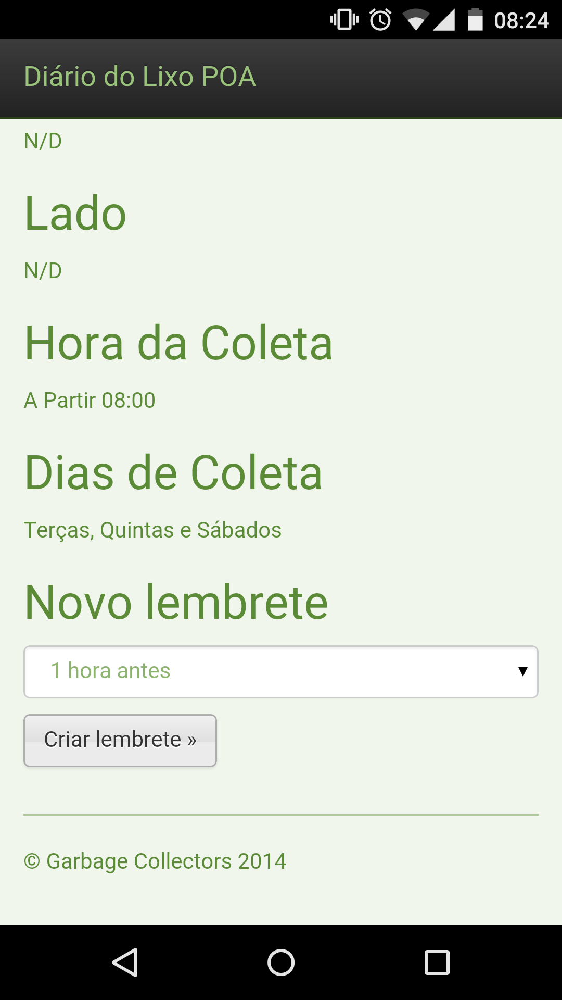 08:24
Diário do Lixo POA
N/D
Lado
N/D
Hora da Coleta
A Partir 08:00
Dias de Coleta
Terças, Quintas e Sábados
Novo lembrete
1 hora antes
Criar lembrete »
© Garbage Collectors 2014